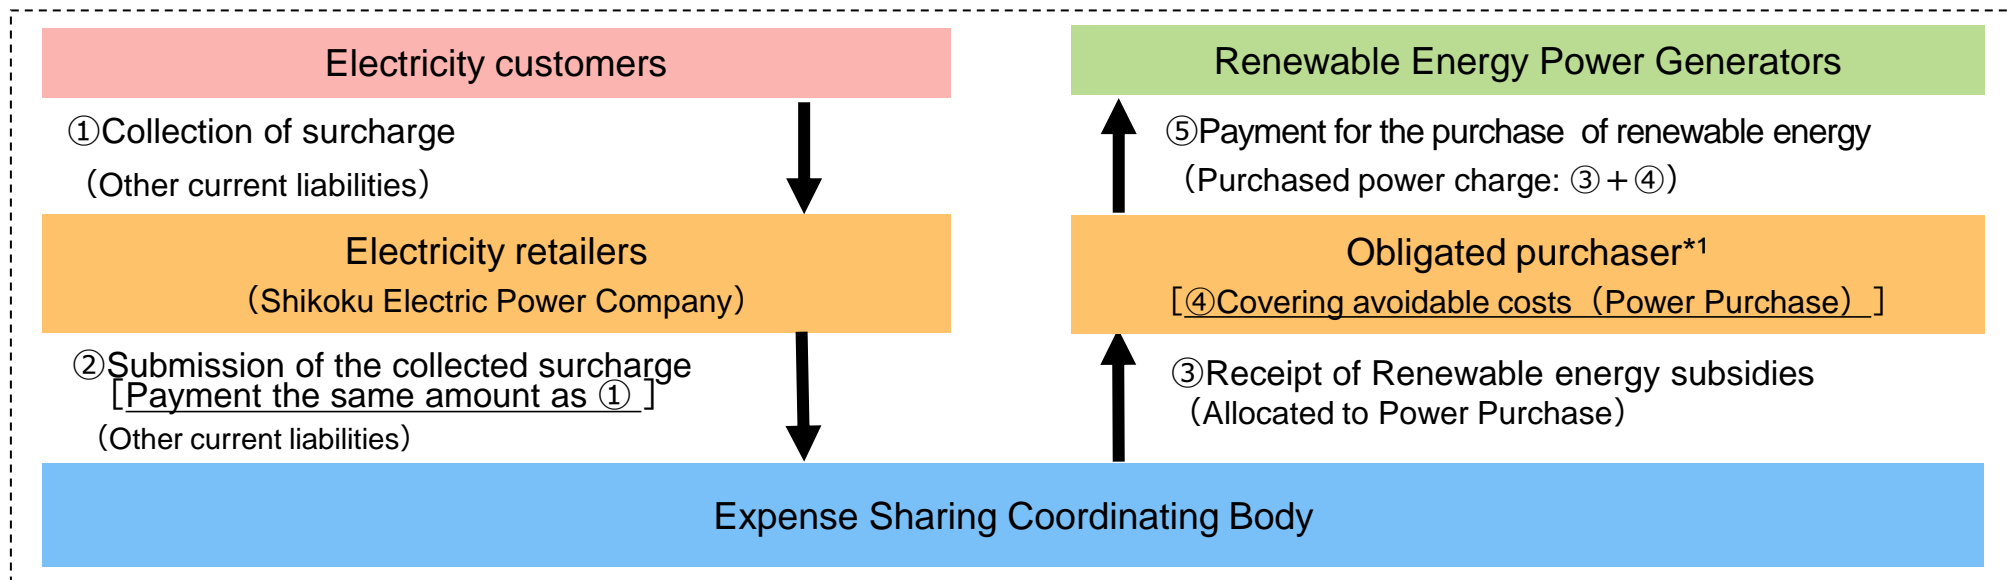 Electricity customers
①Collection of surcharge
（Other current liabilities）
Electricity retailers
（Shikoku Electric Power Company）
②Submission of the collected surcharge
［Payment the same amount as ① ］
（Other current liabilities）
Renewable Energy Power Generators
⑤Payment for the purchase of renewable energy
（Purchased power charge: ③＋④）
Obligated purchaser*¹
［④Covering avoidable costs（Power Purchase） ］
③Receipt of Renewable energy subsidies
（Allocated to Power Purchase）
Expense Sharing Coordinating Body